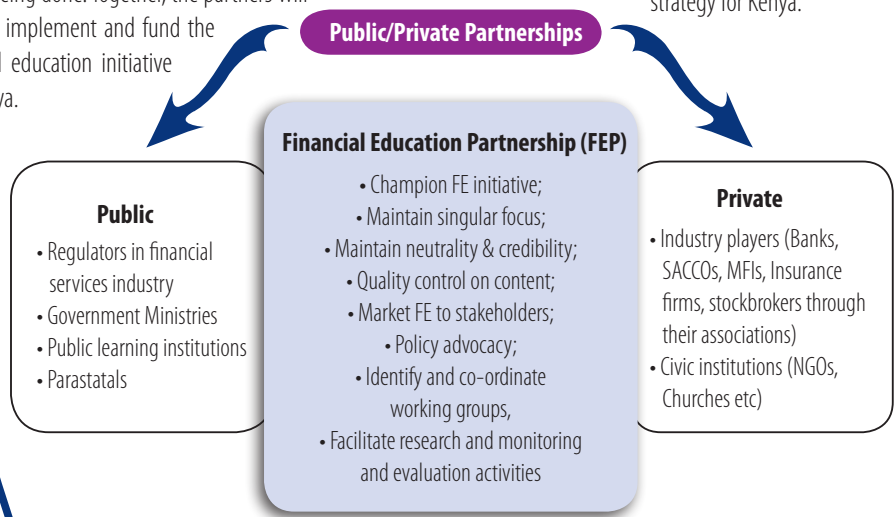 implement and fund the
education initiative
strategy for Kenya.
Public/Private Partnerships
Public
• Regulators in financial
services industry
• Government Ministries
• Public learning institutions
• Parastatals
Financial Education Partnership (FEP)
• Champion FE initiative;
• Maintain singular focus;
• Maintain neutrality & credibility;
• Quality control on content;
• Market FE to stakeholders;
• Policy advocacy;
• Identify and co-ordinate
working groups,
• Facilitate research and monitoring
and evaluation activities
Private
• Industry players (Banks,
SACCOs, MFIs, Insurance
firms, stockbrokers through
their associations)
• Civic institutions (NGOs,
Churches etc)